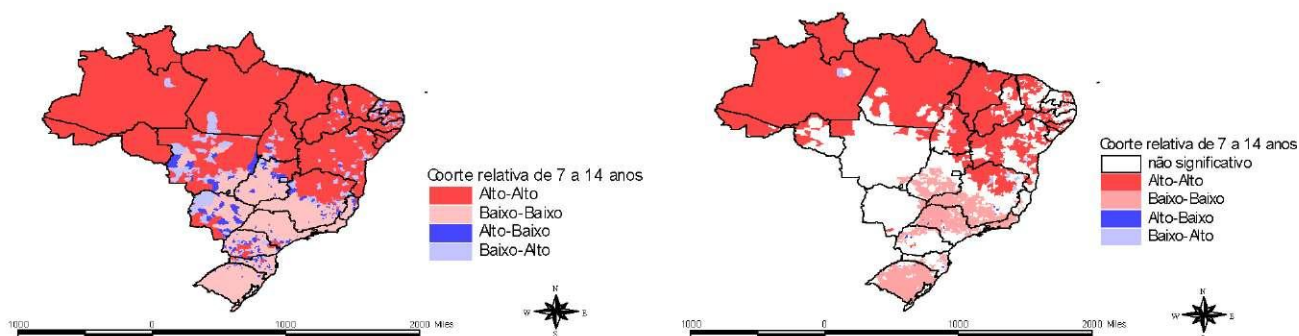 Coorte relativa de 7 a 14 anos
Alto-Alto
Baixo-Baixo
Alto-Baixo
Baixo-Alto
N
W E
S
1000 0 1000 2000 Miles
Coorte relativa de 7 a 14 anos
não significativo
Alto-Alto
Baixo-Baixo
Alto-Baixo
Baixo-Alto
N
W E
S
1000 0 1000 2000 Miles